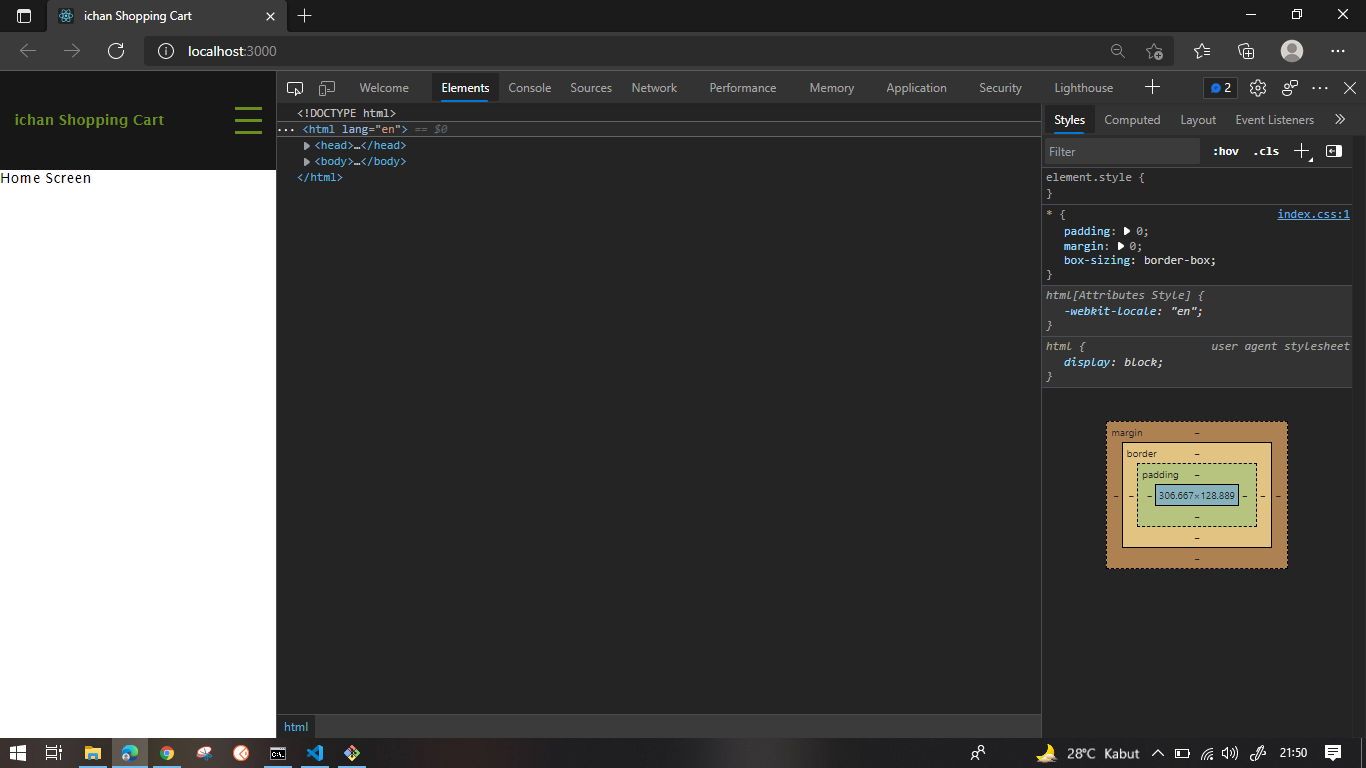 ichan Shopping Cart
localhost:3000
ichan Shopping Cart
Home Screen
Welcome Elements Console Sources Network Performance Memory Application Security Lighthouse 2
<!DOCTYPE html>
... <html lang="en"> == $0
<head>…</head>
<body>…</body>
</html>
html
Styles Computed Layout Event Listeners
Filter :hov .cls
element.style {
}
* { index.css:1
padding: 0;
margin: 0;
box-sizing: border-box;
}
html[Attributes Style] {
-webkit-locale: "en";
}
html { user agent stylesheet
display: block;
}
margin –
border –
padding –
– – – 306.667×128.889 – – –
–
–
–
28°C Kabut 21:50